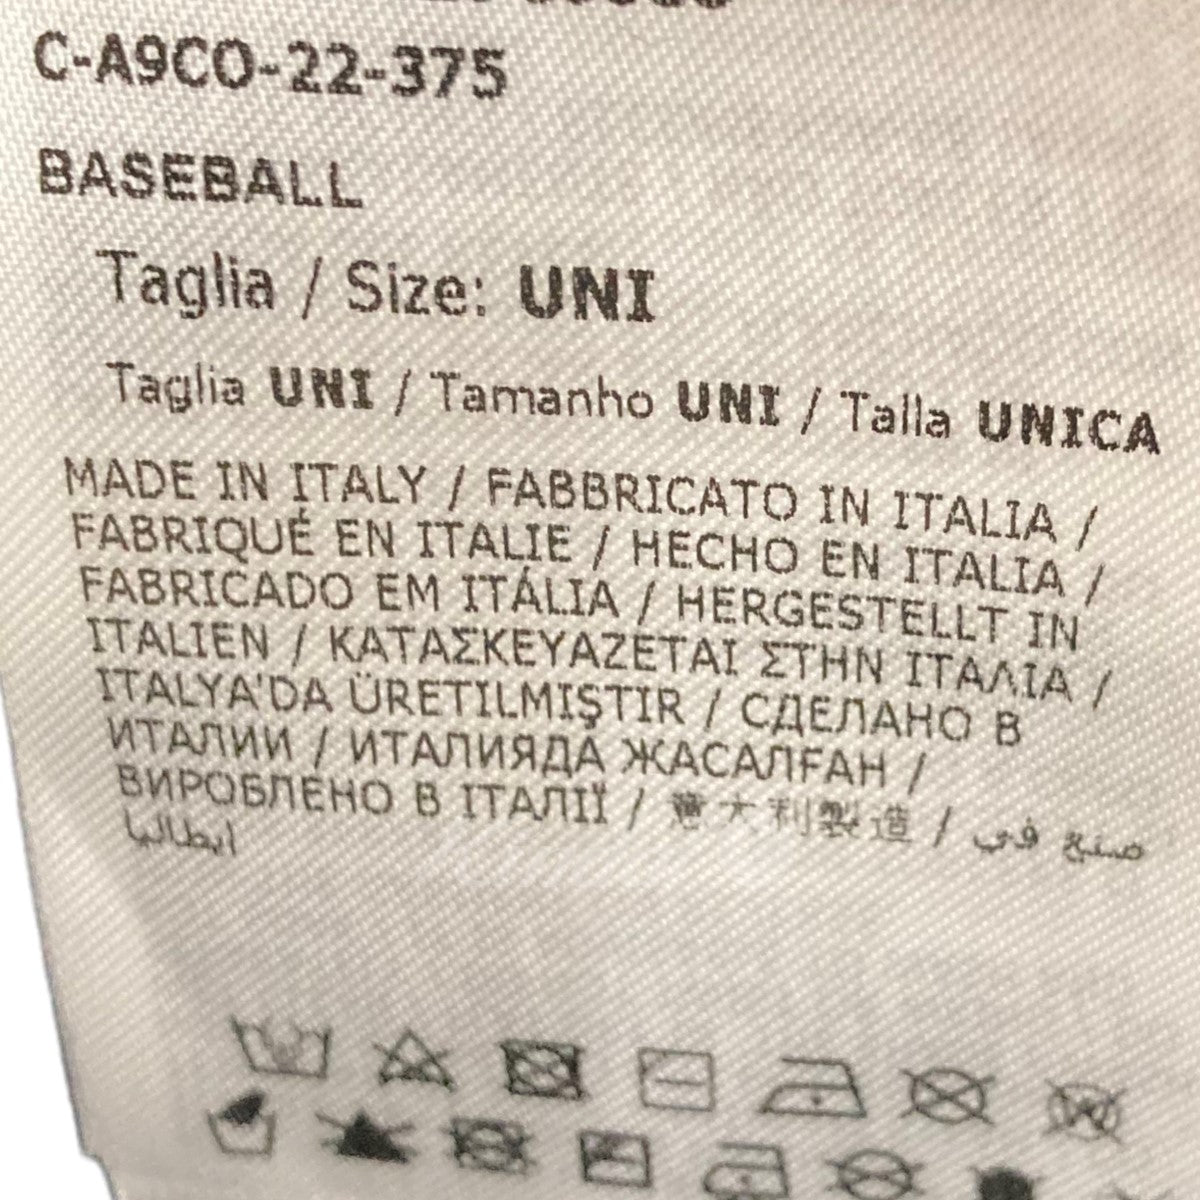 C-A9CO-22-375
BASEBALL
Taglia / Size: UNI
Taglia UNI / Tamanho UNI / Talla UNICA
MADE IN ITALY / FABBRICATO IN ITALIA /
FABRIQUÉ EN ITALIE / HECHO EN ITALIA /
FABRICADO EM ITÁLIA / HERGESTELLT IN
ITALIEN / ΚΑΤΑΣΚΕΥΑΖΕΤΑΙ ΣΤΗΝ ΙΤΑΛΙΑ /
ITALYA'DA ÜRETILMIŞTIR / СДЕЛАНО В
ИТАЛИИ / ИТАЛИЯДА ЖАСАЛҒАН /
ВИРОБЛЕНО В ІТАЛІЇ / 意大利製造 / صنع في
ايطاليا